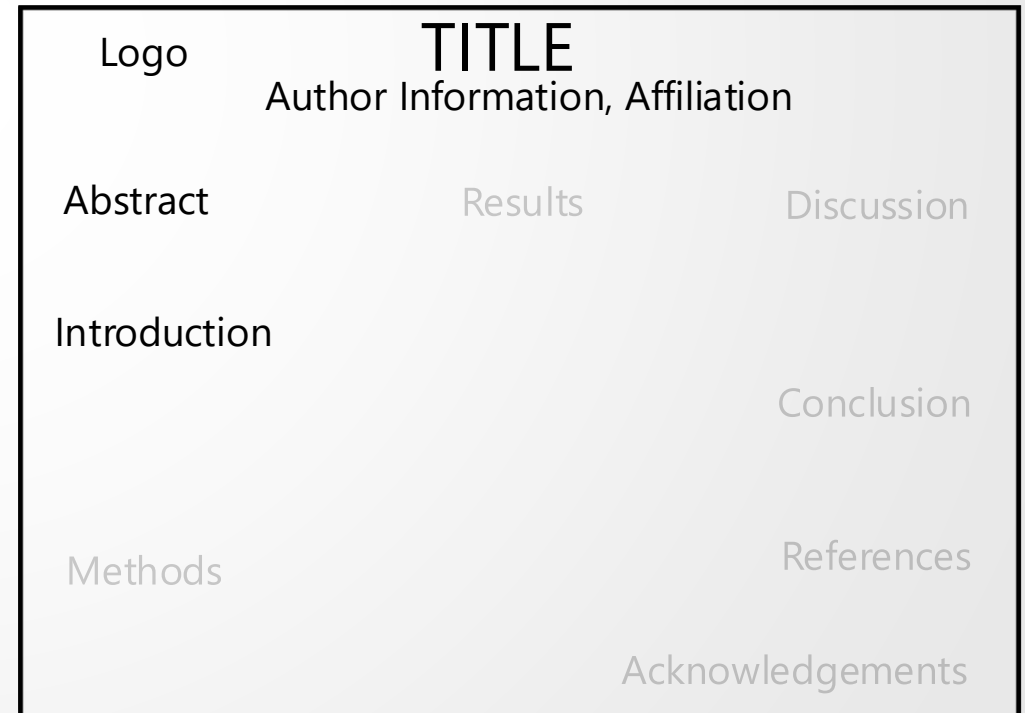 Logo
TITLE
Author Information, Affiliation
Abstract
Introduction
Methods
Results
Discussion
Conclusion
References
Acknowledgements